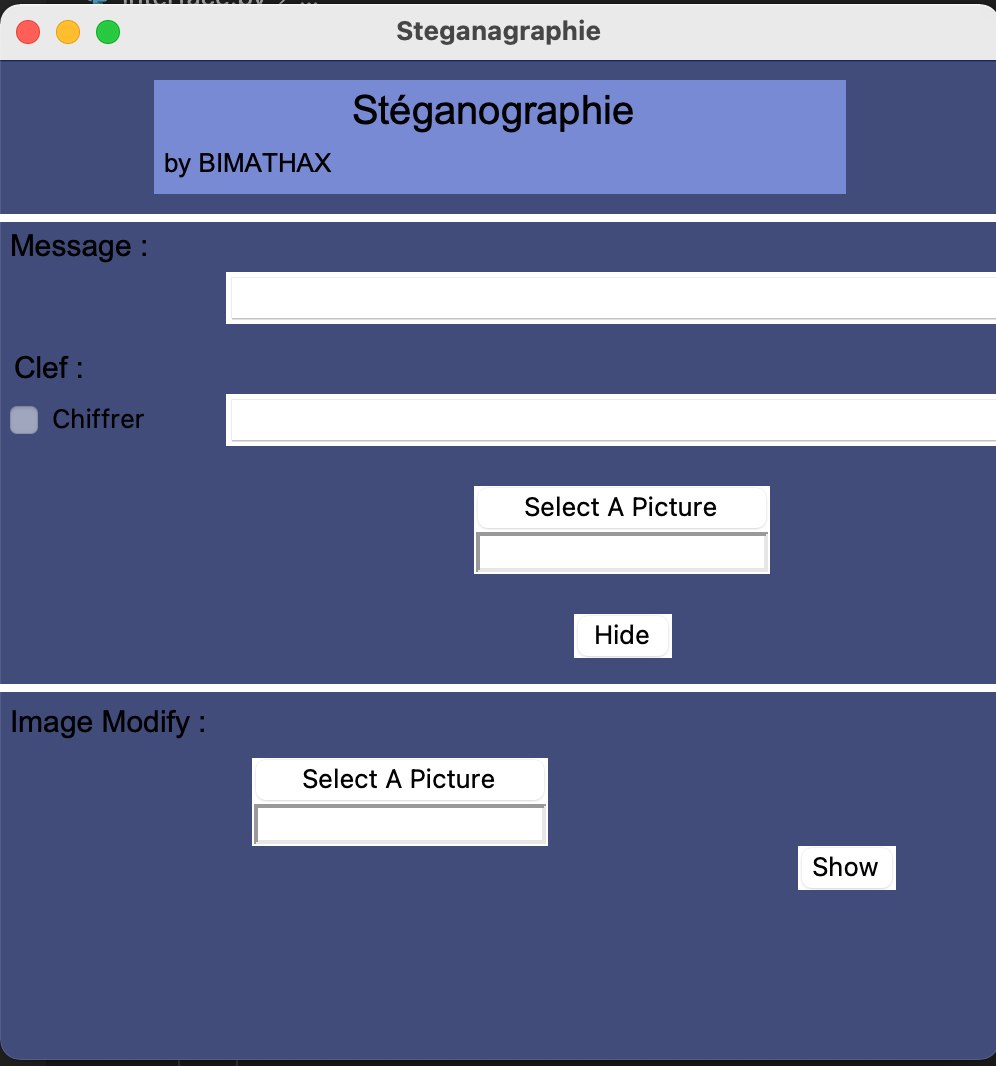 Steganagraphie
Stéganographie
by BIMATHAX
Message :
Clef :
Chiffrer
Select A Picture
Hide
Image Modify :
Select A Picture
Show